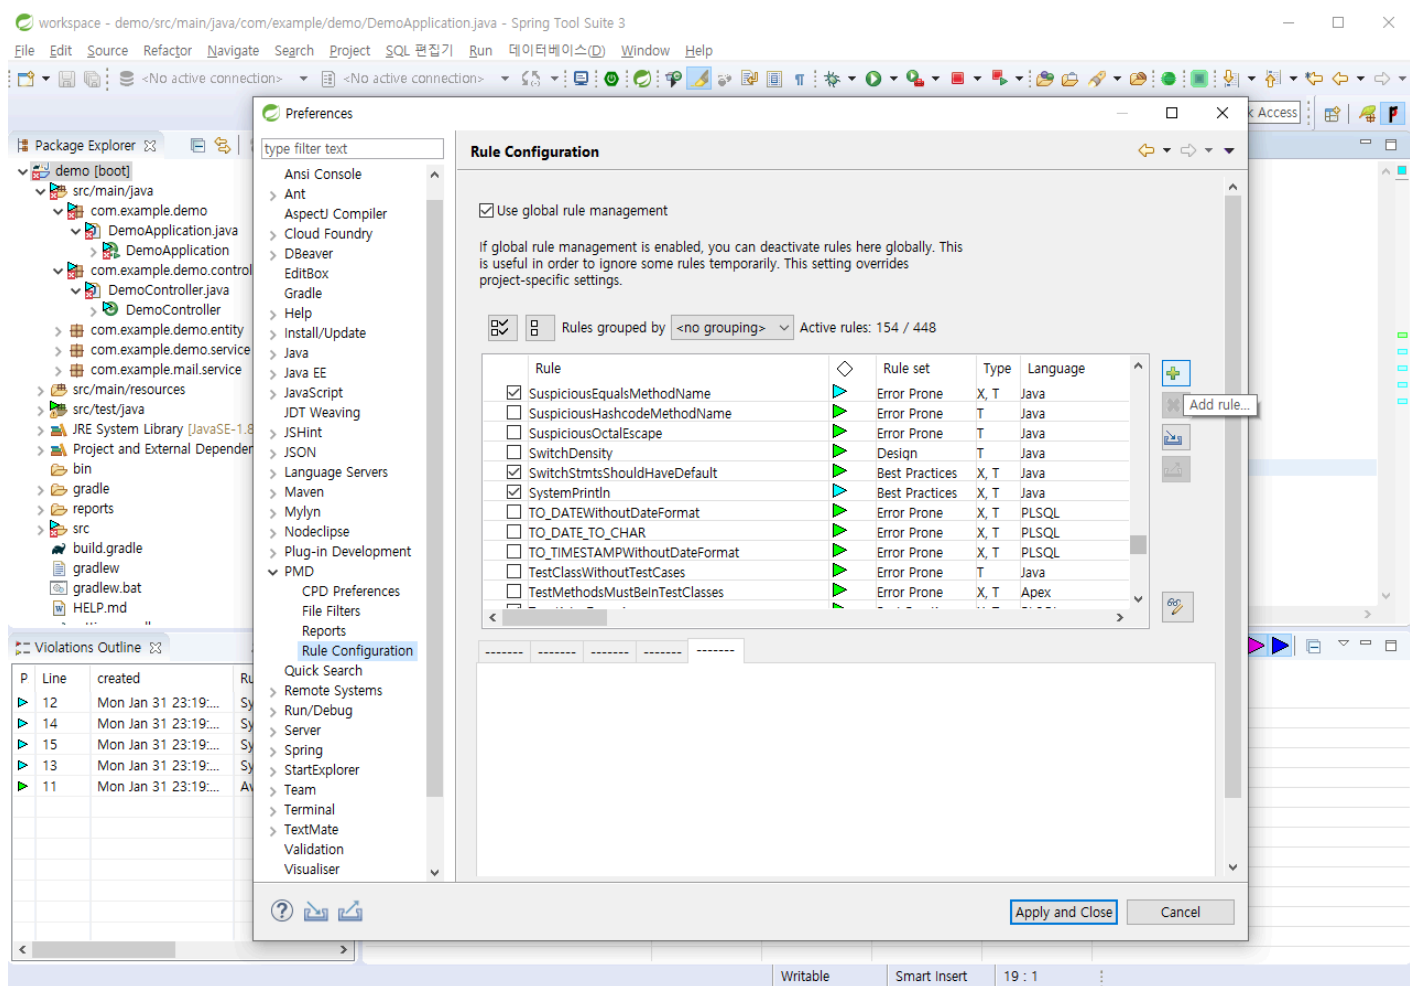 workspace - demo/src/main/java/com/example/demo/DemoApplication.java - Spring Tool Suite 3
File Edit Source Refactor Navigate Search Project SQL 편집기 Run 데이터베이스(D) Window Help
<No active connection> <No active connection>
Access
Package Explorer
demo [boot]
src/main/java
com.example.demo
DemoApplication.java
DemoApplication
com.example.demo.control
DemoController.java
DemoController
com.example.demo.entity
com.example.demo.service
com.example.mail.service
src/main/resources
src/test/java
JRE System Library [JavaSE-1.8
Project and External Depender
bin
gradle
reports
src
build.gradle
gradlew
gradlew.bat
HELP.md
Preferences
type filter text
Ansi Console
Ant
AspectJ Compiler
Cloud Foundry
DBeaver
EditBox
Gradle
Help
Install/Update
Java
Java EE
JavaScript
JDT Weaving
JSHint
JSON
Language Servers
Maven
Mylyn
Nodeclipse
Plug-in Development
PMD
CPD Preferences
File Filters
Reports
Rule Configuration
Quick Search
Remote Systems
Run/Debug
Server
Spring
StartExplorer
Team
Terminal
TextMate
Validation
Visualiser
Rule Configuration
Use global rule management
If global rule management is enabled, you can deactivate rules here globally. This
is useful in order to ignore some rules temporarily. This setting overrides
project-specific settings.
Rules grouped by <no grouping> Active rules: 154 / 448
Rule Rule set Type Language
SuspiciousEqualsMethodName Error Prone X, T Java
SuspiciousHashcodeMethodName Error Prone T Java
SuspiciousOctalEscape Error Prone T Java
SwitchDensity Design T Java
SwitchStmtsShouldHaveDefault Best Practices X, T Java
SystemPrintln Best Practices X, T Java
TO_DATEWithoutDateFormat Error Prone X, T PLSQL
TO_DATE_TO_CHAR Error Prone X, T PLSQL
TO_TIMESTAMPWithoutDateFormat Error Prone X, T PLSQL
TestClassWithoutTestCases Error Prone T Java
TestMethodsMustBeInTestClasses Error Prone X, T Apex
Add rule...
------- ------- ------- ------- -------
Apply and Close Cancel
Violations Outline
P Line created Ru
12 Mon Jan 31 23:19:... Sy
14 Mon Jan 31 23:19:... Sy
15 Mon Jan 31 23:19:... Sy
13 Mon Jan 31 23:19:... Sy
11 Mon Jan 31 23:19:... Av
Writable Smart Insert 19 : 1